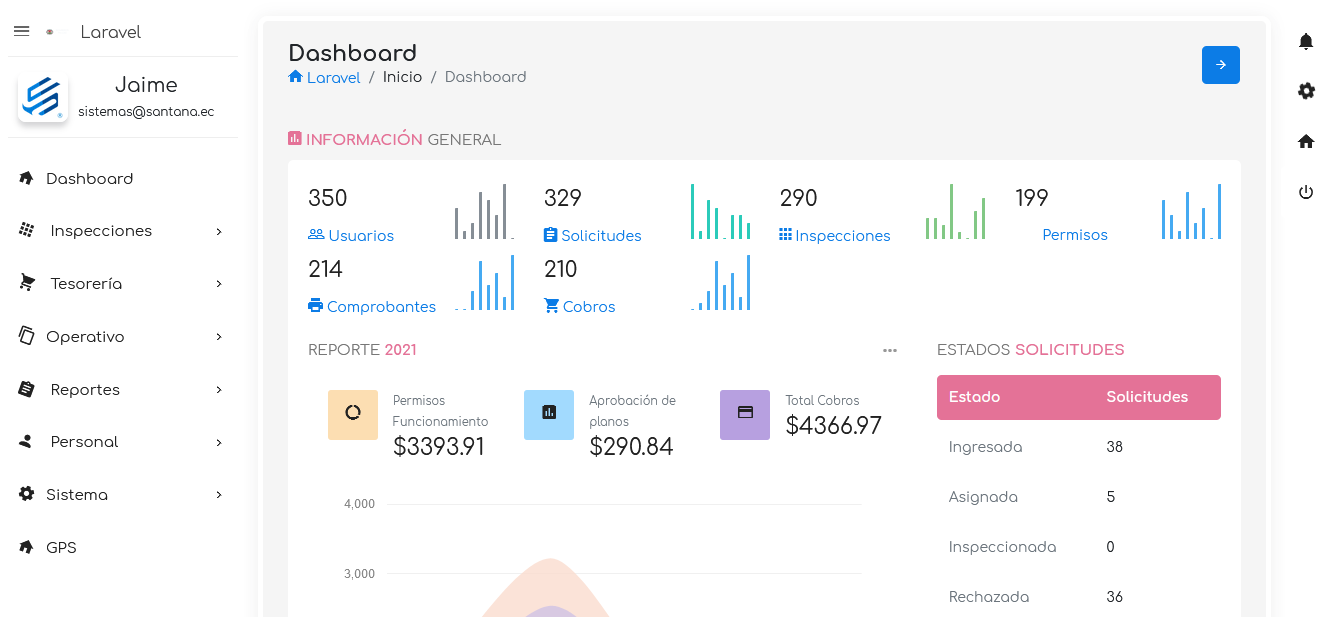 Laravel
Jaime
sistemas@santana.ec
Dashboard
Inspecciones
Tesorería
Operativo
Reportes
Personal
Sistema
GPS
Dashboard
Laravel / Inicio / Dashboard
INFORMACIÓN GENERAL
350
Usuarios
329
Solicitudes
290
Inspecciones
199
Permisos
214
Comprobantes
210
Cobros
REPORTE 2021
Permisos
Funcionamiento
$3393.91
Aprobación de
planos
$290.84
Total Cobros
$4366.97
4,000
3,000
ESTADOS SOLICITUDES
Estado Solicitudes
Ingresada 38
Asignada 5
Inspeccionada 0
Rechazada 36